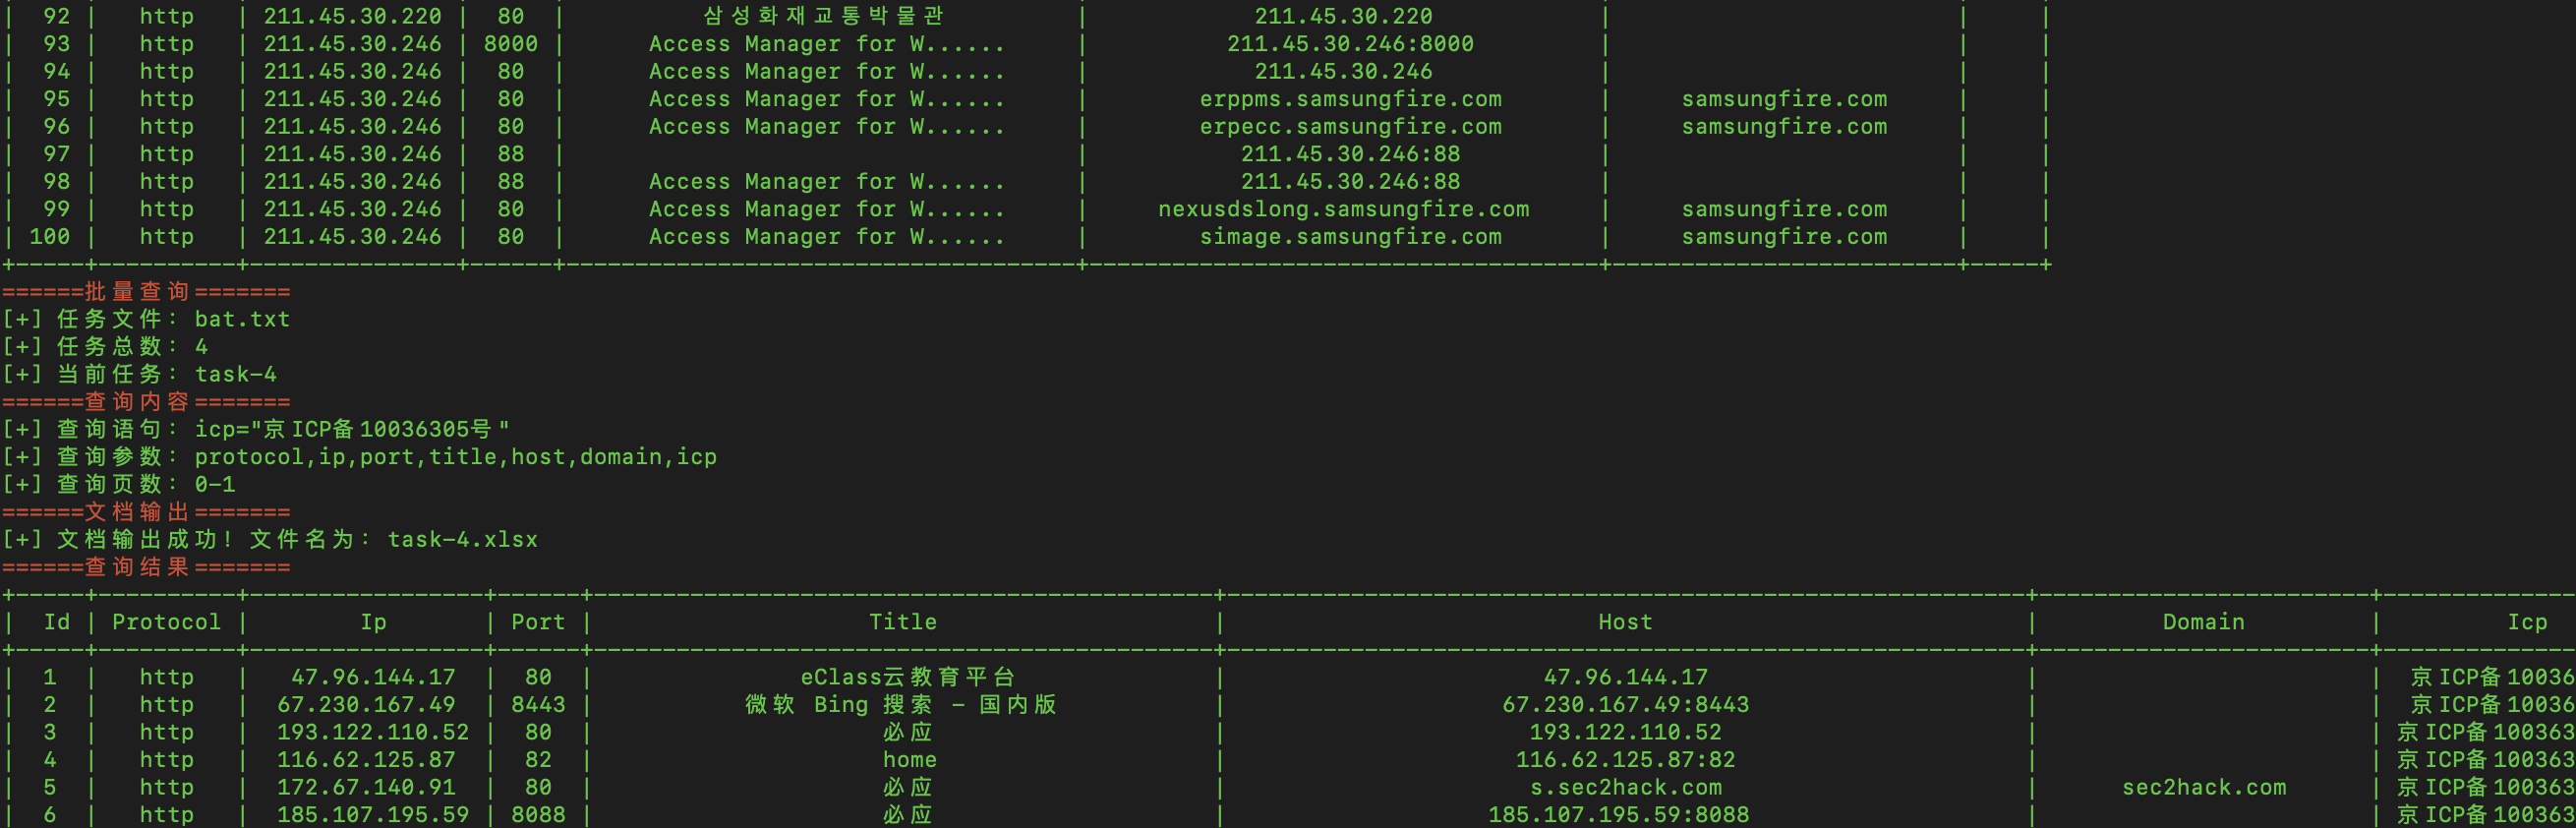 | 92 | http | 211.45.30.220 | 80 | 삼성화재교통박물관 | 211.45.30.220 | | |
| 93 | http | 211.45.30.246 | 8000 | Access Manager for W...... | 211.45.30.246:8000 | | |
| 94 | http | 211.45.30.246 | 80 | Access Manager for W...... | 211.45.30.246 | | |
| 95 | http | 211.45.30.246 | 80 | Access Manager for W...... | erppms.samsungfire.com | samsungfire.com | |
| 96 | http | 211.45.30.246 | 80 | Access Manager for W...... | erpecc.samsungfire.com | samsungfire.com | |
| 97 | http | 211.45.30.246 | 88 | | 211.45.30.246:88 | | |
| 98 | http | 211.45.30.246 | 88 | Access Manager for W...... | 211.45.30.246:88 | | |
| 99 | http | 211.45.30.246 | 80 | Access Manager for W...... | nexusdslong.samsungfire.com | samsungfire.com | |
| 100 | http | 211.45.30.246 | 80 | Access Manager for W...... | simage.samsungfire.com | samsungfire.com | |
======批量查询=======
[+] 任务文件：bat.txt
[+] 任务总数：4
[+] 当前任务：task-4
======查询内容=======
[+] 查询语句：icp="京ICP备10036305号"
[+] 查询参数：protocol,ip,port,title,host,domain,icp
[+] 查询页数：0-1
======文档输出=======
[+] 文档输出成功！文件名为：task-4.xlsx
======查询结果=======
| Id | Protocol | Ip | Port | Title | Host | Domain | Icp
| 1 | http | 47.96.144.17 | 80 | eClass云教育平台 | 47.96.144.17 | | 京ICP备10036
| 2 | http | 67.230.167.49 | 8443 | 微软 Bing 搜索 - 国内版 | 67.230.167.49:8443 | | 京ICP备10036
| 3 | http | 193.122.110.52 | 80 | 必应 | 193.122.110.52 | | 京ICP备100363
| 4 | http | 116.62.125.87 | 82 | home | 116.62.125.87:82 | | 京ICP备100363
| 5 | http | 172.67.140.91 | 80 | 必应 | s.sec2hack.com | sec2hack.com | 京ICP备100363
| 6 | http | 185.107.195.59 | 8088 | 必应 | 185.107.195.59:8088 | | 京ICP备100363